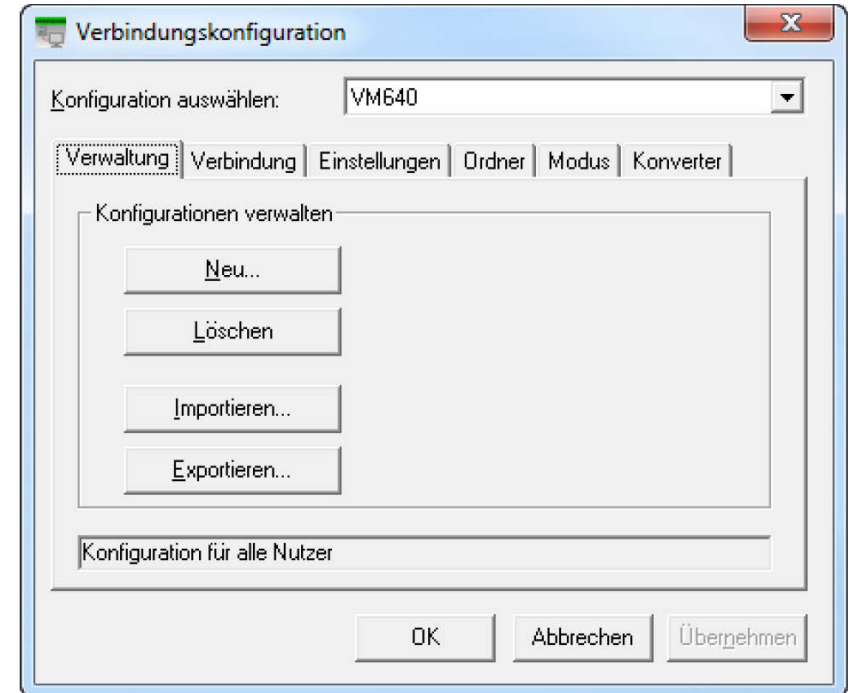 Verbindungskonfiguration
Konfiguration auswählen: VM640
Verwaltung Verbindung Einstellungen Ordner Modus Konverter
Konfigurationen verwalten
Neu...
Löschen
Importieren...
Exportieren...
Konfiguration für alle Nutzer
OK Abbrechen Übernehmen